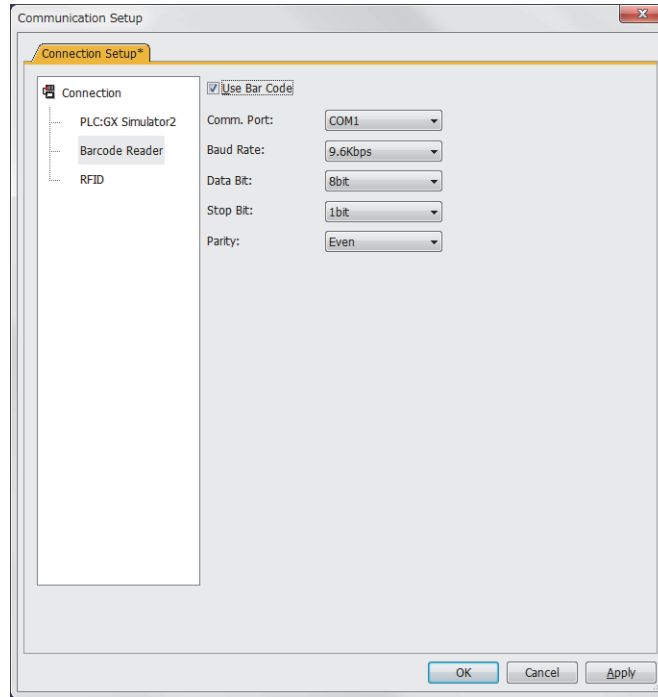 Communication Setup
Connection Setup*
Connection
PLC:GX Simulator2
Barcode Reader
RFID
Use Bar Code
Comm. Port: COM1
Baud Rate: 9.6Kbps
Data Bit: 8bit
Stop Bit: 1bit
Parity: Even
OK Cancel Apply